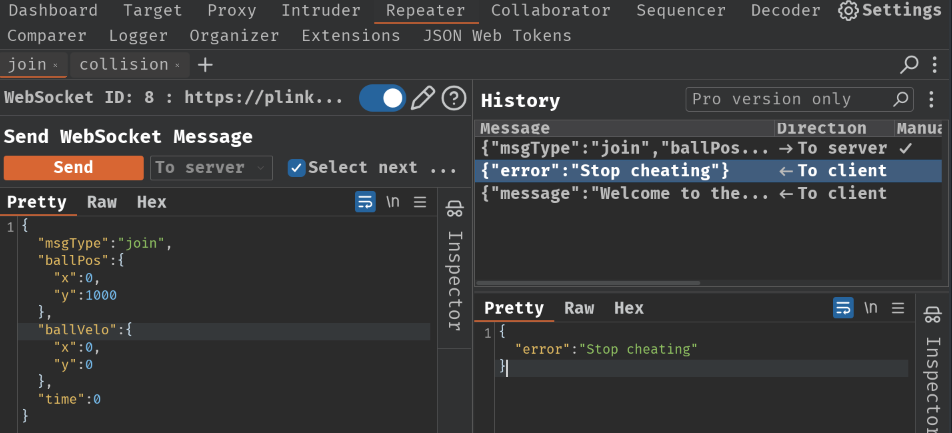 Dashboard Target Proxy Intruder Repeater Collaborator Sequencer Decoder Settings
Comparer Logger Organizer Extensions JSON Web Tokens
join × collision × +
WebSocket ID: 8 : https://plink...
Send WebSocket Message
Send To server Select next ...
Pretty Raw Hex \n
1 {
"msgType":"join",
"ballPos":{
"x":0,
"y":1000
},
"ballVelo":{
"x":0,
"y":0
},
"time":0
}
Inspector
History Pro version only
Message Direction Manua
{"msgType":"join","ballPos... → To server ✓
{"error":"Stop cheating"} ← To client
{"message":"Welcome to the... ← To client
Pretty Raw Hex \n
1 {
"error":"Stop cheating"
}
Inspector